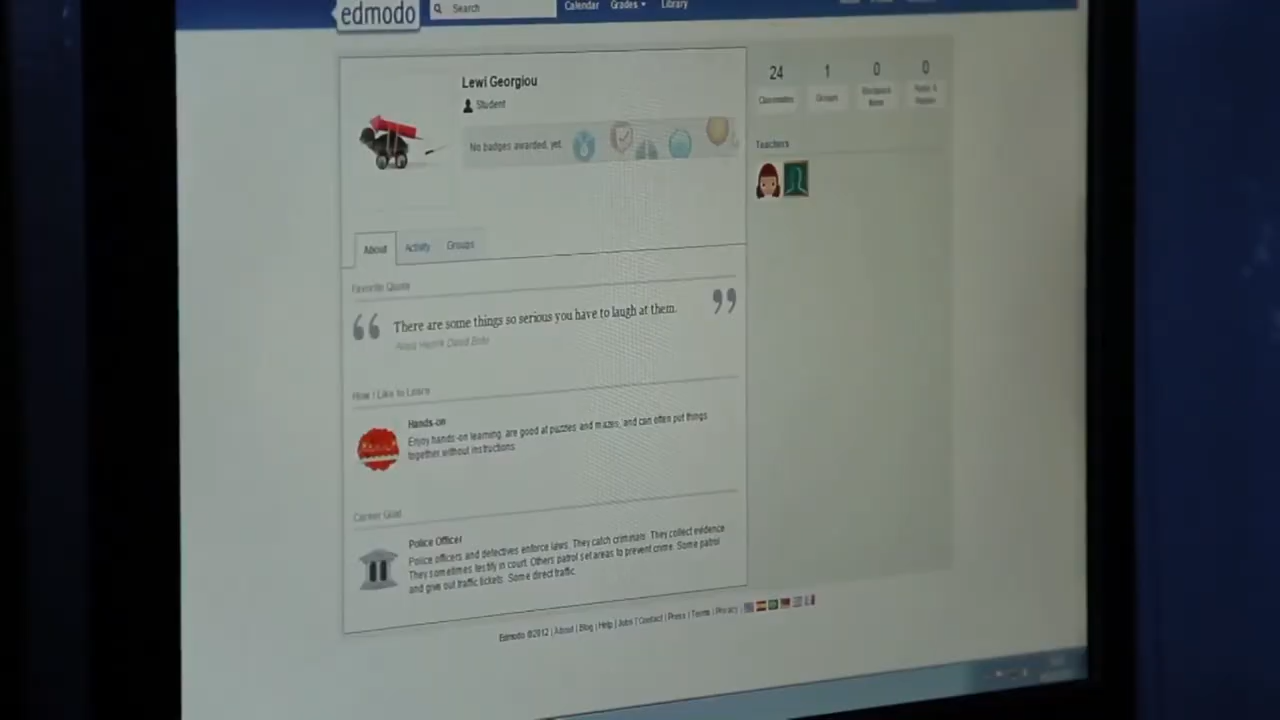 edmodo
Search
Calendar Grades Library
Lewi Georgiou
Student
No badges awarded, yet.
24 1 0 0
Classmates Groups
Teachers
About Activity Groups
Favorite Quote
“ There are some things so serious you have to laugh at them. ”
How I Like to Learn
Hands-on
Enjoy hands-on learning, are good at puzzles and mazes, and can often put things
together without instructions.
Career Goal
Police Officer
Police officers and detectives enforce laws. They catch criminals. They collect evidence.
They sometimes testify in court. Others patrol set areas to prevent crime. Some patrol
and give out traffic tickets. Some direct traffic.
Edmodo ©2012 | About | Blog | Help | Jobs | Contact | Press | Terms | Privacy |